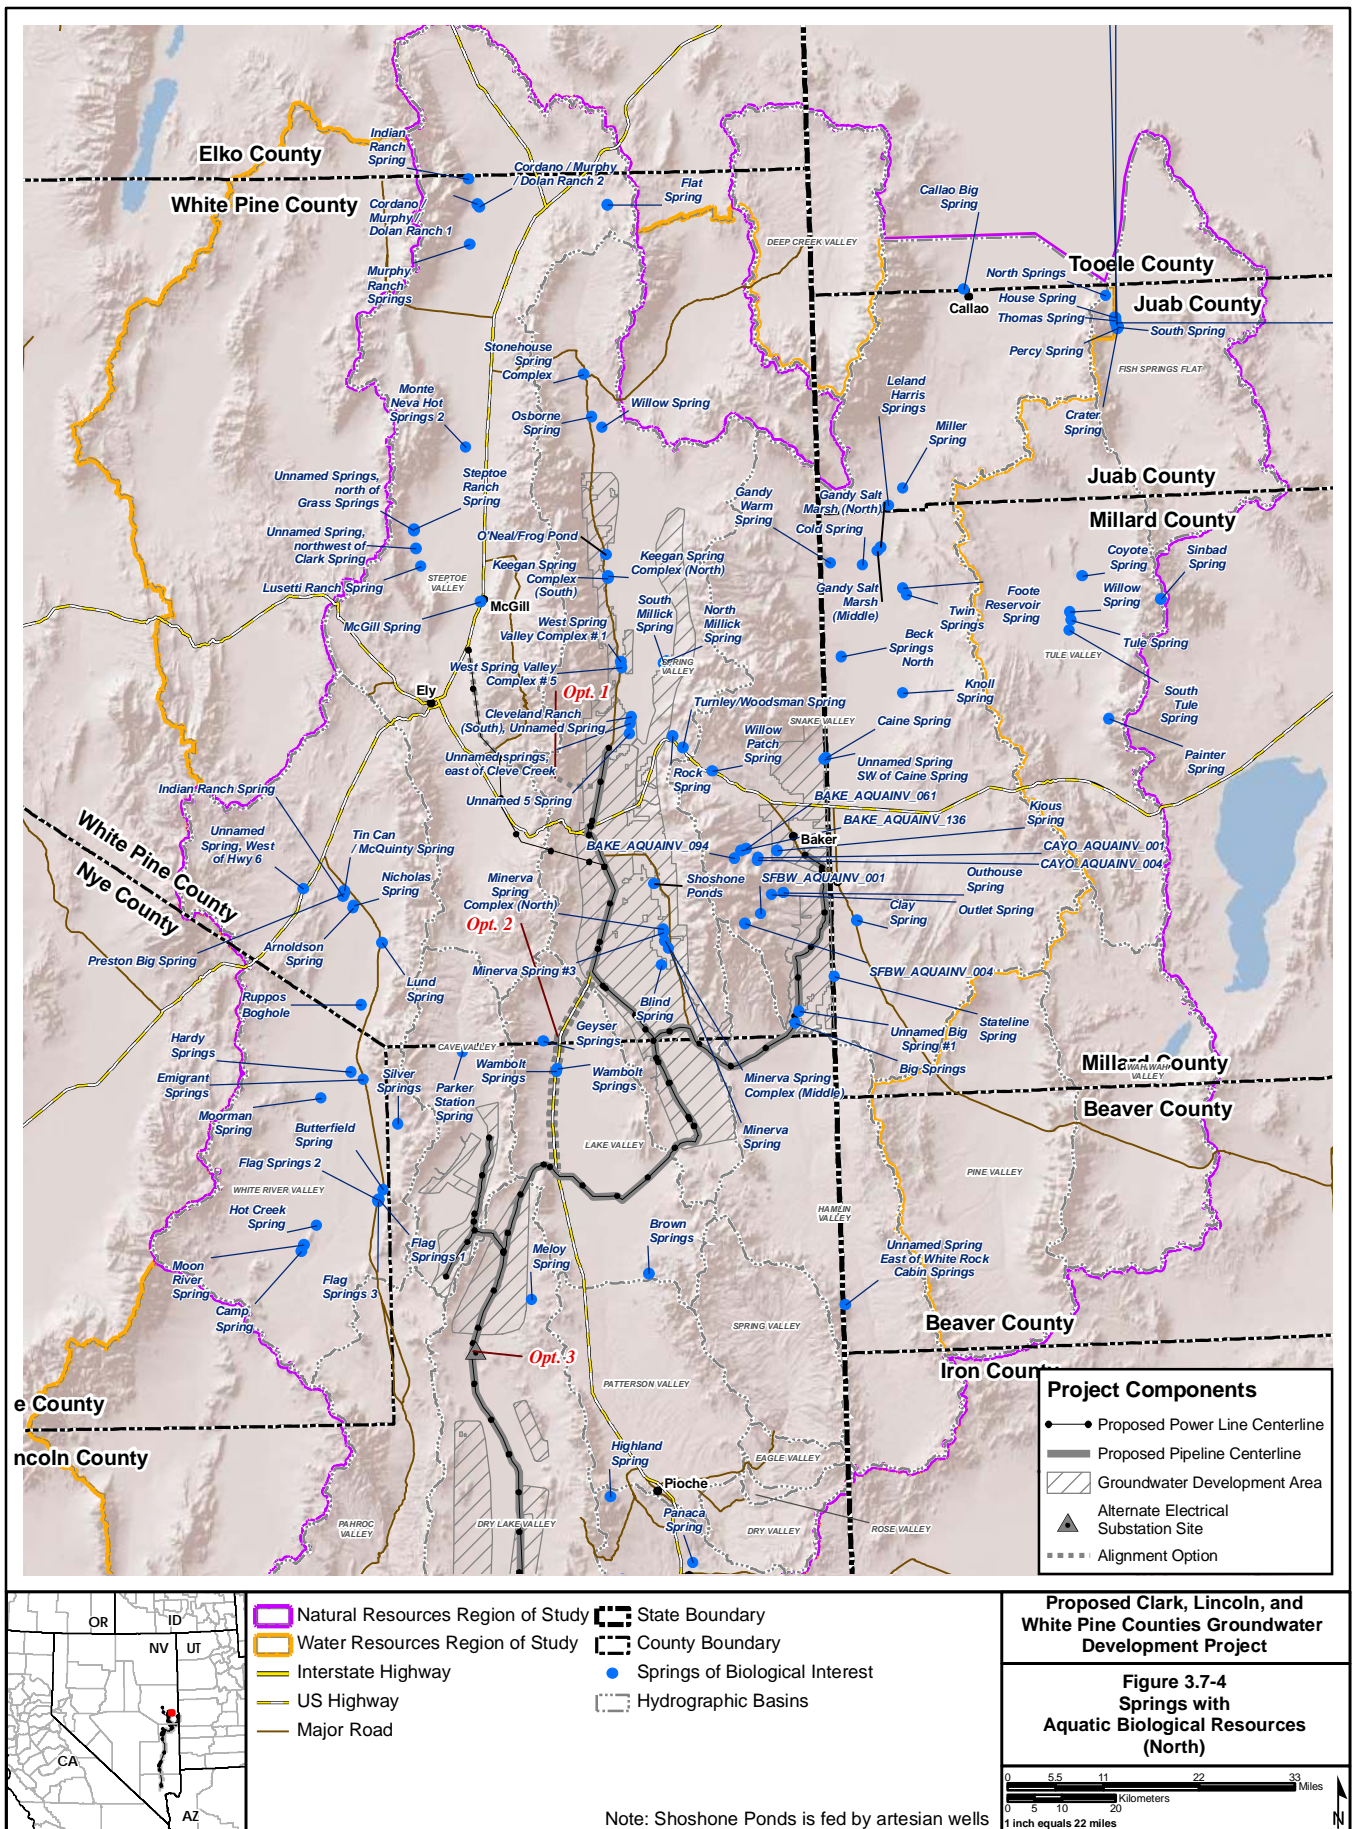 Elko County
White Pine County
Indian
Ranch
Spring
Cordano / Murphy
/ Dolan Ranch 2
Cordano
Murphy /
Dolan Ranch 1
Murphy
Ranch
Springs
Flat
Spring
DEEP CREEK VALLEY
Callao Big
Spring
Callao
Tooele County
Juab County
North Springs
House Spring
Thomas Spring
South Spring
Percy Spring
FISH SPRINGS FLAT
Crater
Spring
Stonehouse
Spring
Complex
Monte
Neva Hot
Springs 2
Osborne
Spring
Willow Spring
Leland
Harris
Springs
Miller
Spring
Juab County
Millard County
Unnamed Springs,
north of
Grass Springs
Steptoe
Ranch
Spring
Unnamed Spring,
northwest of
Clark Spring
Lusetti Ranch Spring
STEPTOE
VALLEY
McGill Spring
McGill
O'Neal/Frog Pond
Keegan Spring
Complex
(South)
Keegan Spring
Complex (North)
Gandy
Warm
Spring
Gandy Salt
Marsh (North)
Cold Spring
Gandy Salt
Marsh
(Middle)
Twin
Springs
Foote
Reservoir
Spring
Coyote
Spring
Sinbad
Spring
Willow
Spring
Tule Spring
TULE VALLEY
South
Tule
Spring
Painter
Spring
West Spring
Valley Complex # 1
South
Millick
Spring
North
Millick
Spring
SPRING
VALLEY
West Spring Valley
Complex # 5
Opt. 1
Beck
Springs
North
Knoll
Spring
Ely
Cleveland Ranch
(South), Unnamed Spring
Turnley/Woodsman Spring
SNAKE VALLEY
Caine Spring
Willow
Patch
Spring
Unnamed springs,
east of Cleve Creek
Unnamed 5 Spring
Rock
Spring
Unnamed Spring
SW of Caine Spring
Indian Ranch Spring
BAKE_AQUAINV_061
BAKE_AQUAINV_136
Kious
Spring
White Pine County
Nye County
Unnamed
Spring, West
of Hwy 6
Tin Can
/ McQuinty Spring
Nicholas
Spring
BAKE_AQUAINV_094
Baker
CAYO_AQUAINV_001
CAYO_AQUAINV_004
Minerva
Spring
Complex (North)
Shoshone
Ponds
SFBW_AQUAINV_001
Outhouse
Spring
Outlet Spring
Clay
Spring
Opt. 2
Preston Big Spring
Arnoldson
Spring
Lund
Spring
Minerva Spring #3
Blind
Spring
SFBW_AQUAINV_004
Ruppos
Boghole
Geyser
Springs
Unnamed Big
Spring #1
Stateline
Spring
Hardy
Springs
CAVE VALLEY
Big Springs
Emigrant
Springs
Silver
Springs
Wambolt
Springs
Wambolt
Springs
Minerva Spring
Complex (Middle)
Millard County
WAH WAH
VALLEY
Beaver County
Moorman
Spring
Parker
Station
Spring
Butterfield
Spring
LAKE VALLEY
Minerva
Spring
Flag Springs 2
PINE VALLEY
WHITE RIVER VALLEY
Hot Creek
Spring
HAMLIN
VALLEY
Flag
Springs 1
Meloy
Spring
Brown
Springs
Unnamed Spring
East of White Rock
Cabin Springs
Moon
River
Spring
Flag
Springs 3
Camp
Spring
SPRING VALLEY
Beaver County
Iron County
Opt. 3
PATTERSON VALLEY
e County
ncoln County
Highland
Spring
Pioche
EAGLE VALLEY
Panaca
Spring
PAHROC
VALLEY
DRY LAKE VALLEY
DRY VALLEY
ROSE VALLEY
Project Components
Proposed Power Line Centerline
Proposed Pipeline Centerline
Groundwater Development Area
Alternate Electrical
Substation Site
Alignment Option
OR
ID
NV
UT
CA
AZ
Natural Resources Region of Study
Water Resources Region of Study
Interstate Highway
US Highway
Major Road
State Boundary
County Boundary
Springs of Biological Interest
Hydrographic Basins
Note: Shoshone Ponds is fed by artesian wells
Proposed Clark, Lincoln, and
White Pine Counties Groundwater
Development Project
Figure 3.7-4
Springs with
Aquatic Biological Resources
(North)
0 5.5 11 22 33
Miles
Kilometers
0 5 10 20
1 inch equals 22 miles
N